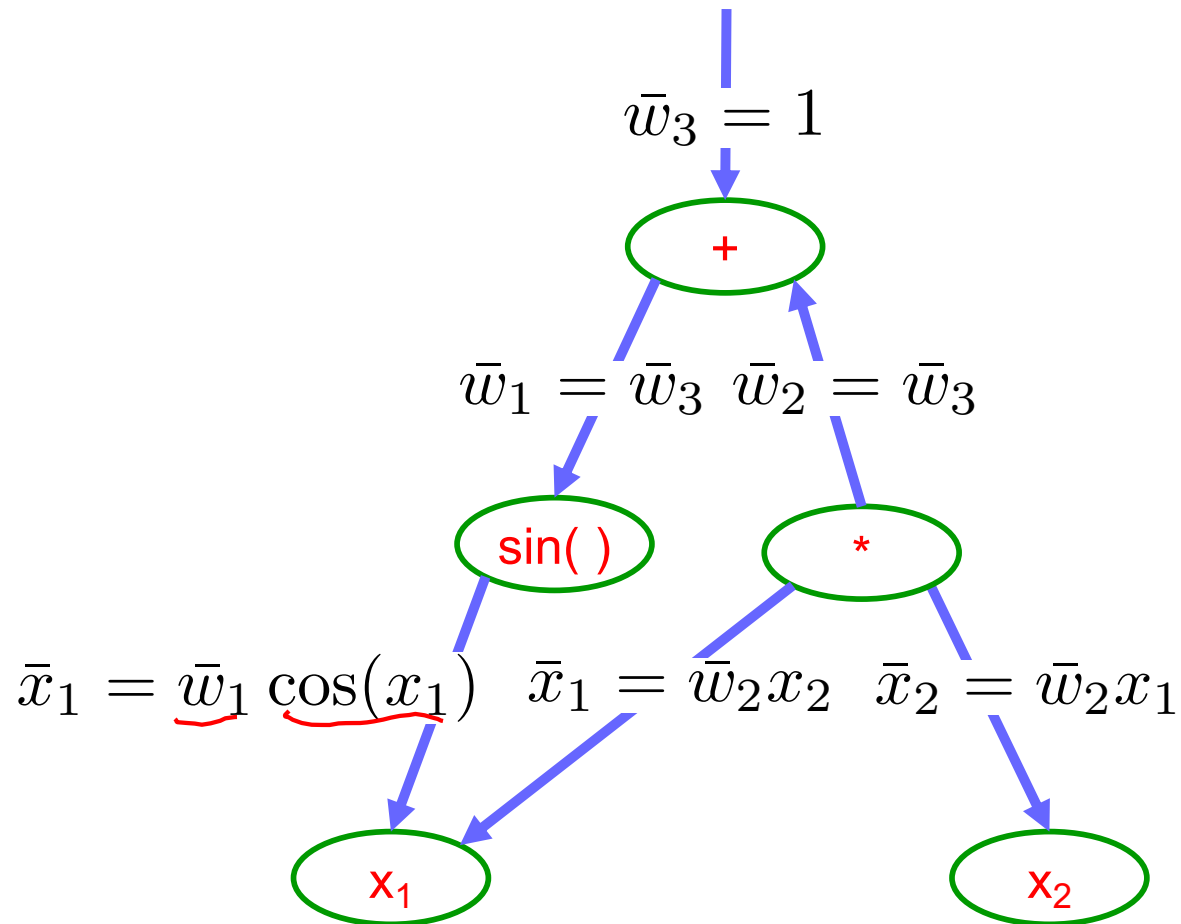 w̄₃ = 1
+
w̄₁ = w̄₃ w̄₂ = w̄₃
sin( ) *
x̄₁ = w̄₁ cos(x₁) x̄₁ = w̄₂x₂ x̄₂ = w̄₂x₁
x₁ x₂